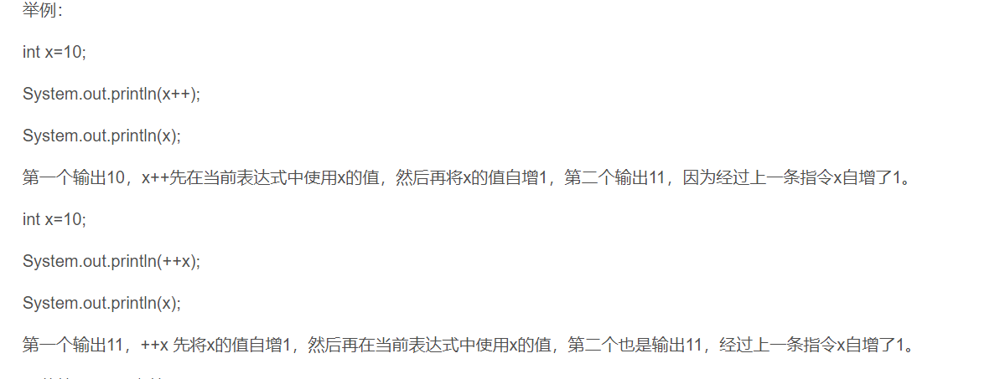 举例：
int x=10;
System.out.println(x++);
System.out.println(x);
第一个输出10，x++先在当前表达式中使用x的值，然后再将x的值自增1，第二个输出11，因为经过上一条指令x自增了1。
int x=10;
System.out.println(++x);
System.out.println(x);
第一个输出11，++x 先将x的值自增1，然后再在当前表达式中使用x的值，第二个也是输出11，经过上一条指令x自增了1。